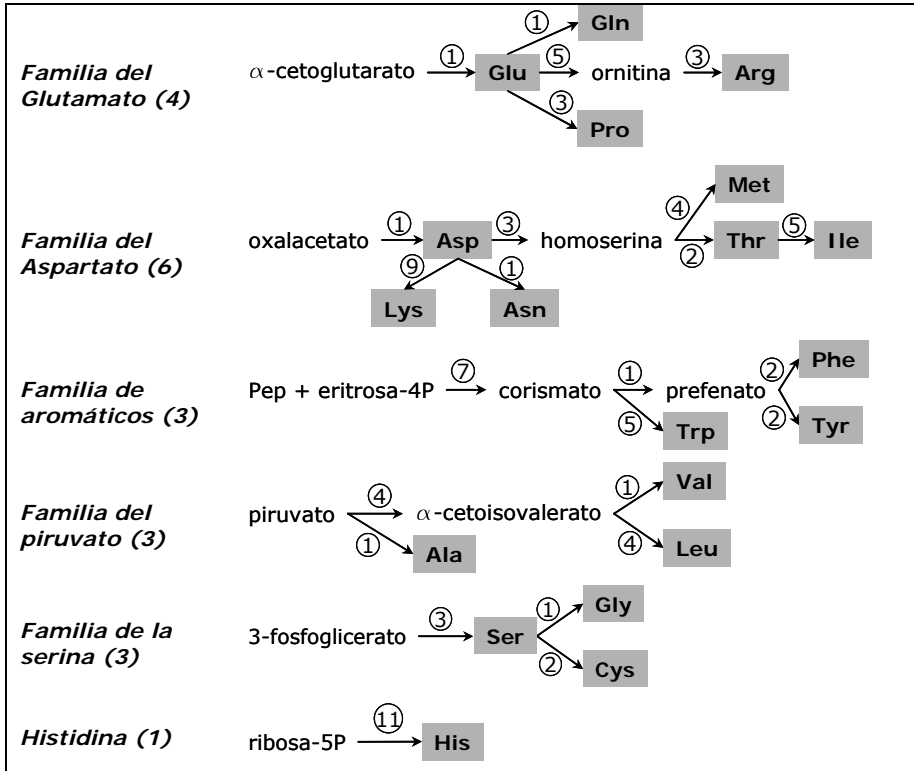 ① Gln
Familia del Glutamato (4)
α-cetoglutarato ① Glu ⑤ ornitina ③ Arg
③ Pro
Met
④
Familia del Aspartato (6)
oxalacetato ① Asp ③ homoserina ② Thr ⑤ Ile
⑨ ①
Lys Asn
Phe
Familia de aromáticos (3)
Pep + eritrosa-4P ⑦ corismato ① prefenato ②
⑤ Trp ② Tyr
① Val
Familia del piruvato (3)
piruvato ④ α-cetoisovalerato
① Ala ④ Leu
① Gly
Familia de la serina (3)
3-fosfoglicerato ③ Ser
② Cys
Histidina (1) ribosa-5P ⑪ His